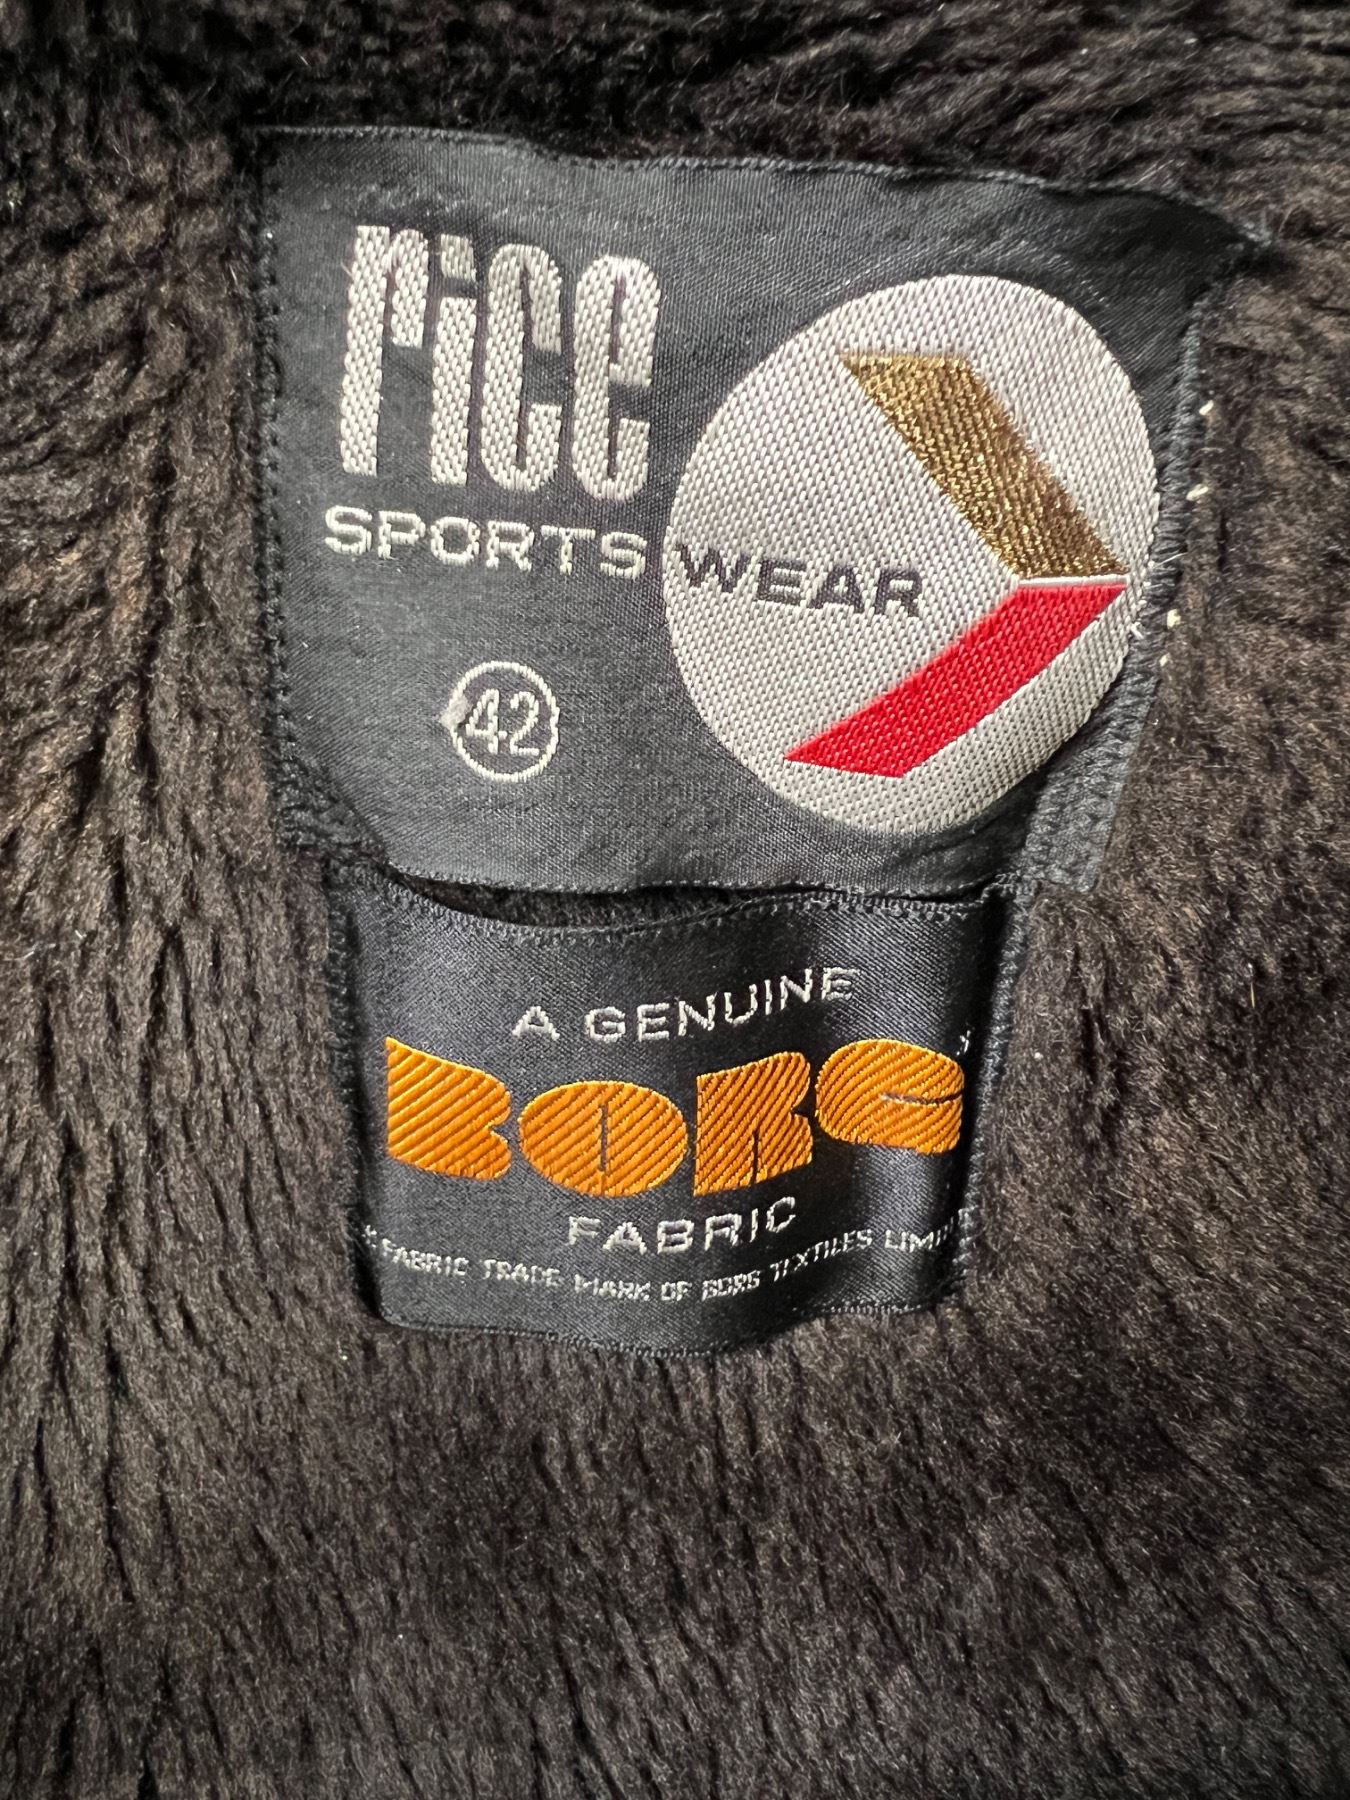 rice
SPORTS WEAR
42
A GENUINE
BORG
FABRIC
FABRIC TRADE MARK OF BORG TEXTILES LIMITED